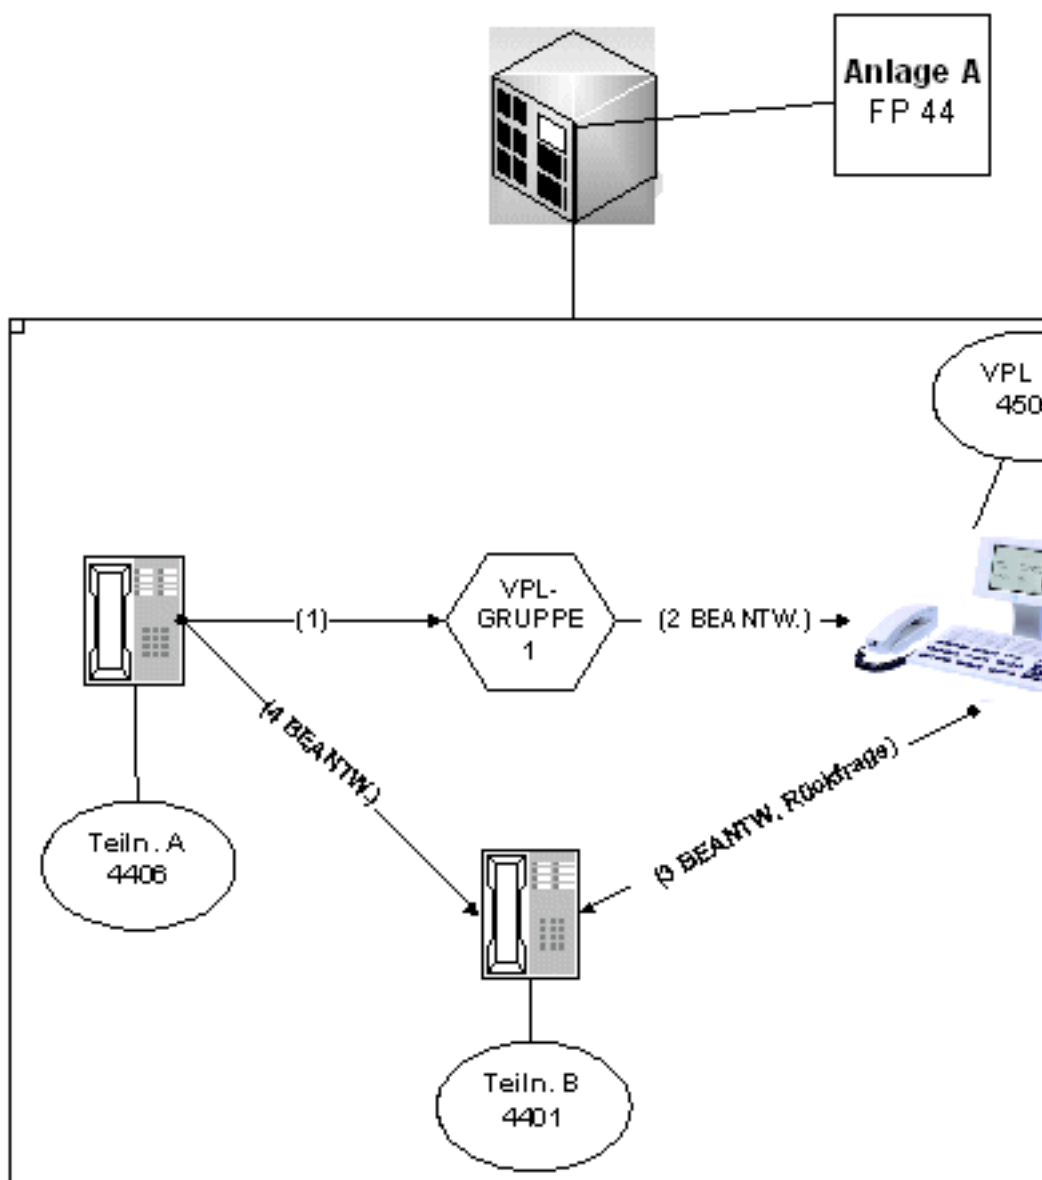 Anlage A
FP 44
VPL
450
VPL-
GRUPPE
1
(1)
(2 BEANTW.)
(4 BEANTW.)
(3 BEANTW, Rückfrage)
Teiln. A
4406
Teiln. B
4401